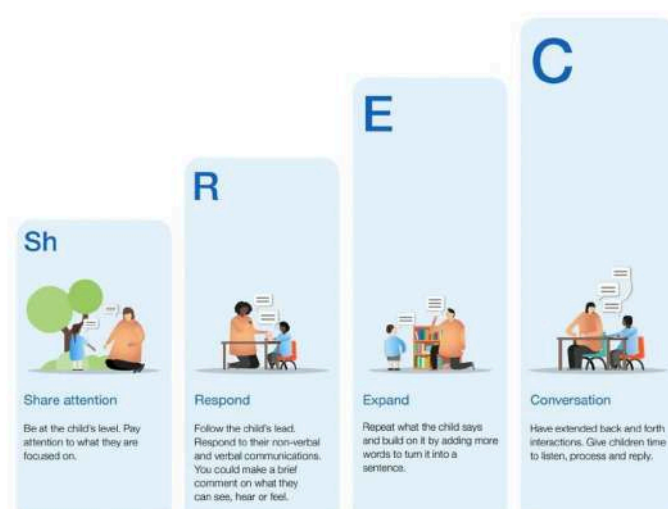 Sh
Share attention
Be at the child's level. Pay
attention to what they are
focused on.
R
Respond
Follow the child's lead.
Respond to their non-verbal
and verbal communications.
You could make a brief
comment on what they
can see, hear or feel.
E
Expand
Repeat what the child says
and build on it by adding more
words to turn it into a
sentence.
C
Conversation
Have extended back and forth
interactions. Give children time
to listen, process and reply.